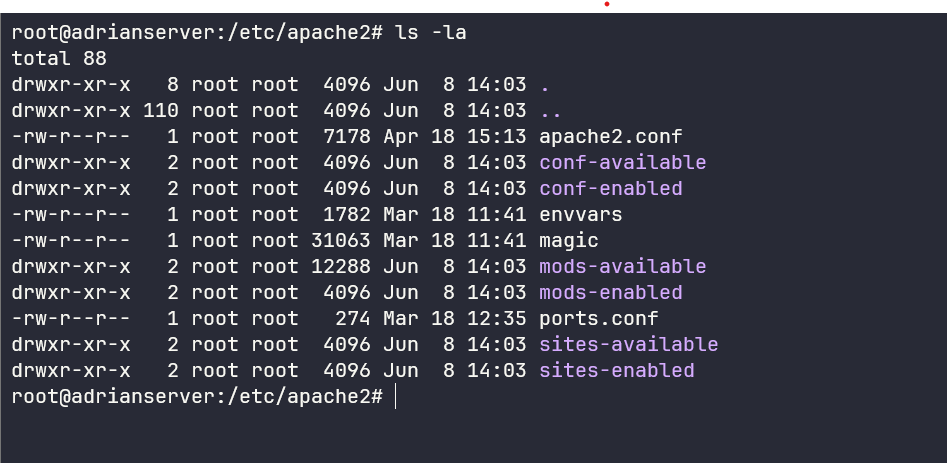 root@adrianserver:/etc/apache2# ls -la
total 88
drwxr-xr-x   8 root root  4096 Jun  8 14:03 .
drwxr-xr-x 110 root root  4096 Jun  8 14:03 ..
-rw-r--r--   1 root root  7178 Apr 18 15:13 apache2.conf
drwxr-xr-x   2 root root  4096 Jun  8 14:03 conf-available
drwxr-xr-x   2 root root  4096 Jun  8 14:03 conf-enabled
-rw-r--r--   1 root root  1782 Mar 18 11:41 envvars
-rw-r--r--   1 root root 31063 Mar 18 11:41 magic
drwxr-xr-x   2 root root 12288 Jun  8 14:03 mods-available
drwxr-xr-x   2 root root  4096 Jun  8 14:03 mods-enabled
-rw-r--r--   1 root root   274 Mar 18 12:35 ports.conf
drwxr-xr-x   2 root root  4096 Jun  8 14:03 sites-available
drwxr-xr-x   2 root root  4096 Jun  8 14:03 sites-enabled
root@adrianserver:/etc/apache2#